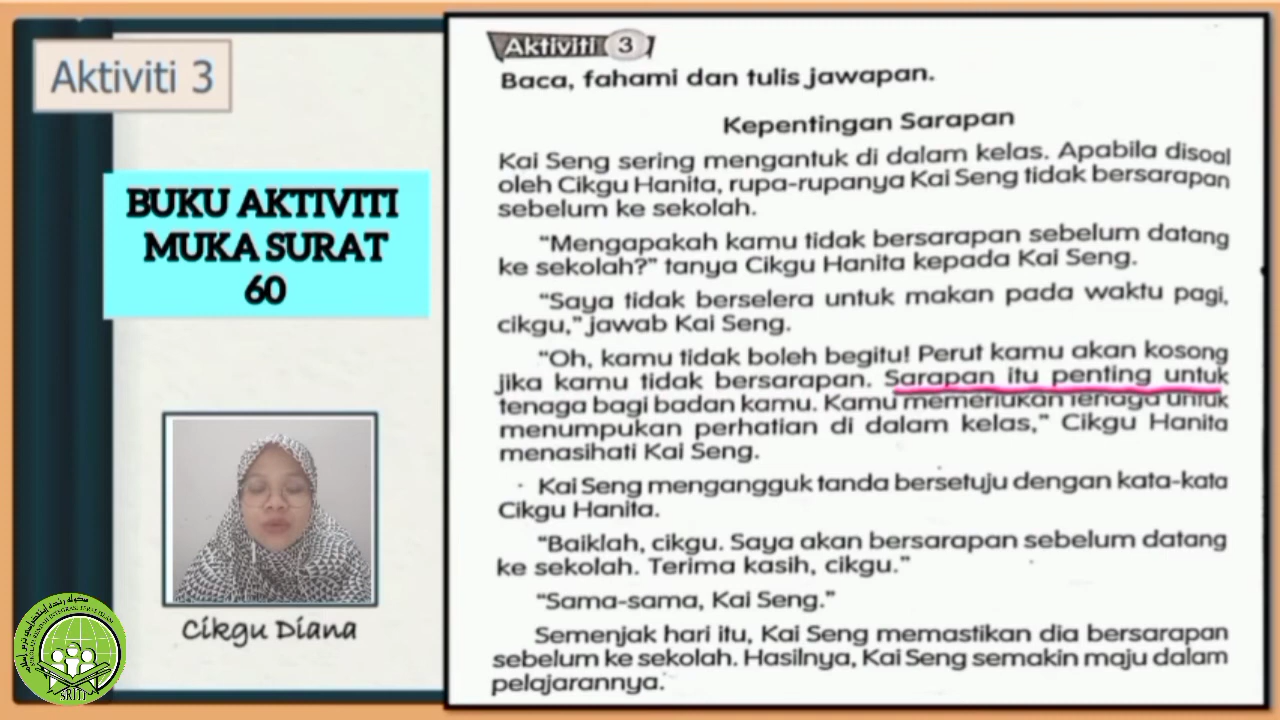 Aktiviti 3
BUKU AKTIVITI
MUKA SURAT
60
Cikgu Diana
SRITI
Aktiviti 3
Baca, fahami dan tulis jawapan.
Kepentingan Sarapan
Kai Seng sering mengantuk di dalam kelas. Apabila disoal
oleh Cikgu Hanita, rupa-rupanya Kai Seng tidak bersarapan
sebelum ke sekolah.
“Mengapakah kamu tidak bersarapan sebelum datang
ke sekolah?” tanya Cikgu Hanita kepada Kai Seng.
“Saya tidak berselera untuk makan pada waktu pagi,
cikgu,” jawab Kai Seng.
“Oh, kamu tidak boleh begitu! Perut kamu akan kosong
jika kamu tidak bersarapan. Sarapan itu penting untuk
tenaga bagi badan kamu. Kamu memerlukan tenaga untuk
menumpukan perhatian di dalam kelas,” Cikgu Hanita
menasihati Kai Seng.
Kai Seng mengangguk tanda bersetuju dengan kata-kata
Cikgu Hanita.
“Baiklah, cikgu. Saya akan bersarapan sebelum datang
ke sekolah. Terima kasih, cikgu.”
“Sama-sama, Kai Seng.”
Semenjak hari itu, Kai Seng memastikan dia bersarapan
sebelum ke sekolah. Hasilnya, Kai Seng semakin maju dalam
pelajarannya.